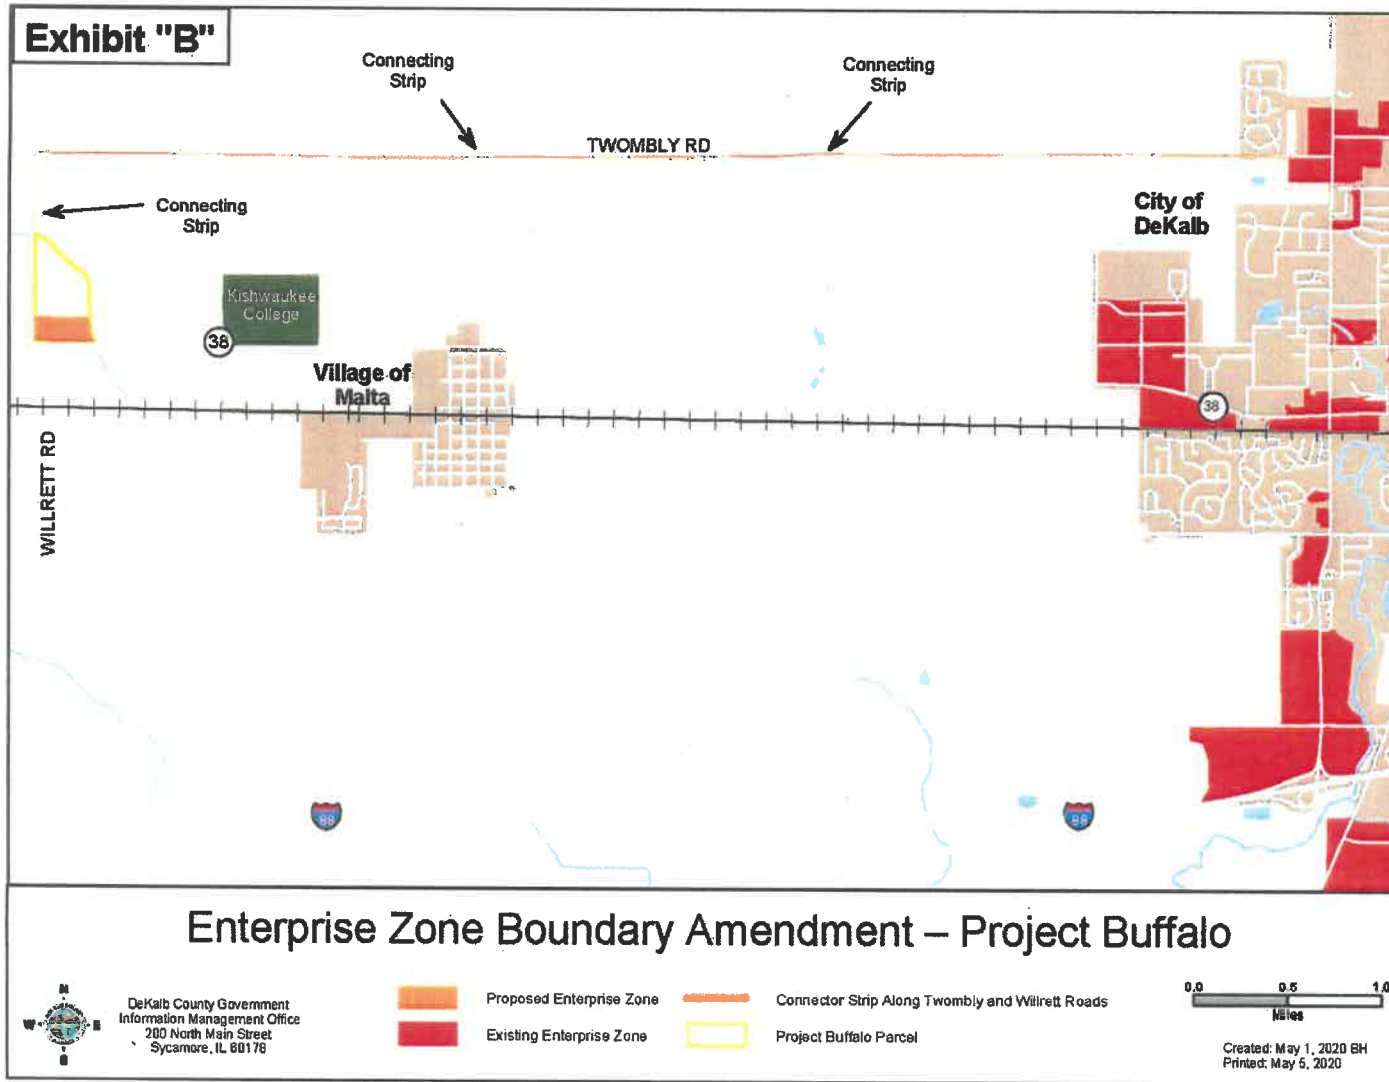 Exhibit "B"
Connecting
Strip
Connecting
Strip
TWOMBLY RD
Connecting
Strip
City of
DeKalb
Kishwaukee
College
38
Village of
Malta
38
WILLRETT RD
88
88
Enterprise Zone Boundary Amendment – Project Buffalo
N
W
E
S
DeKalb County Government
Information Management Office
200 North Main Street
Sycamore, IL 60178
Proposed Enterprise Zone
Existing Enterprise Zone
Connector Strip Along Twombly and Willrett Roads
Project Buffalo Parcel
0.0 0.5 1.0
Miles
Created: May 1, 2020 BH
Printed: May 5, 2020